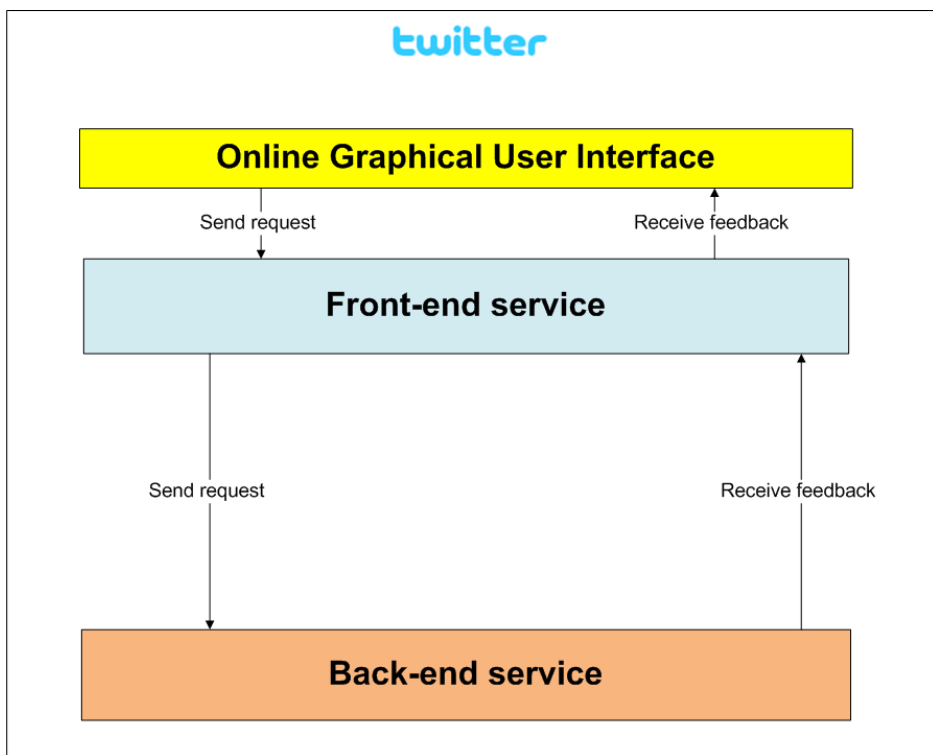 twitter
Online Graphical User Interface
Send request
Receive feedback
Front-end service
Send request
Receive feedback
Back-end service